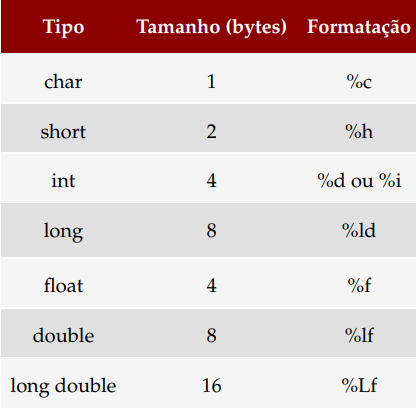 Tipo Tamanho (bytes) Formatação
char 1 %c
short 2 %h
int 4 %d ou %i
long 8 %ld
float 4 %f
double 8 %lf
long double 16 %Lf